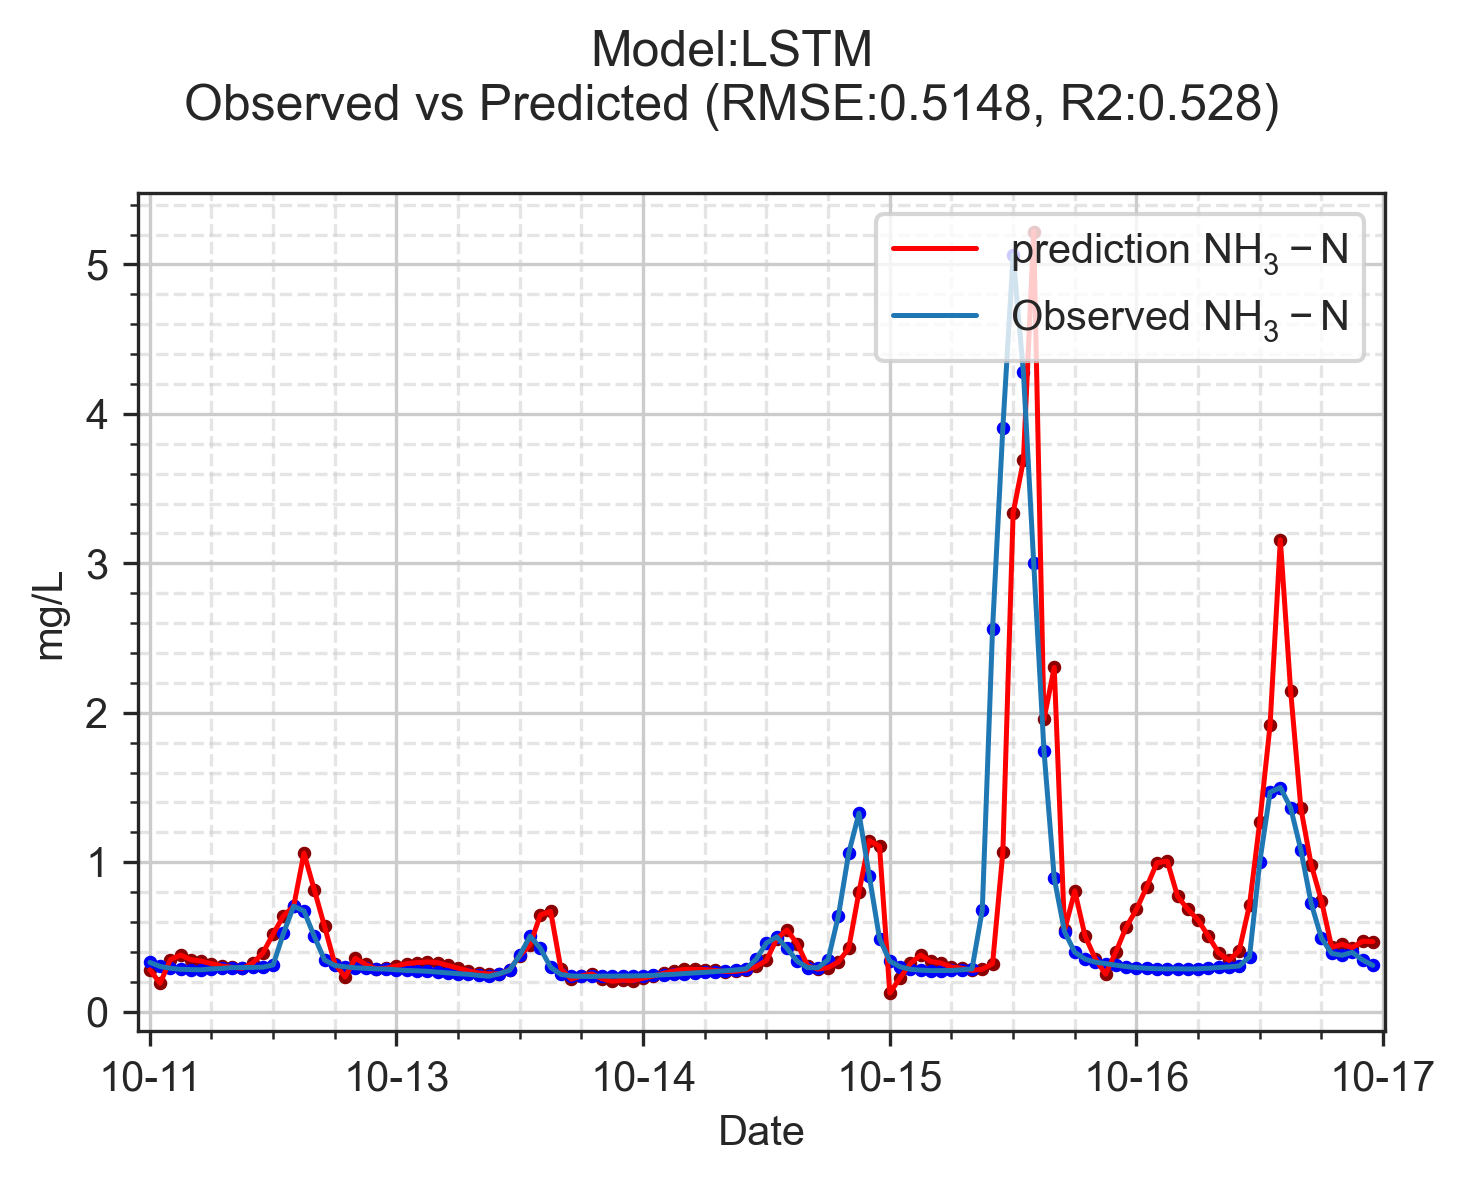 Model:LSTM
Observed vs Predicted (RMSE:0.5148, R2:0.528)
prediction NH₃ − N
Observed NH₃ − N
5
4
3
2
1
0
mg/L
10-11 10-13 10-14 10-15 10-16 10-17
Date